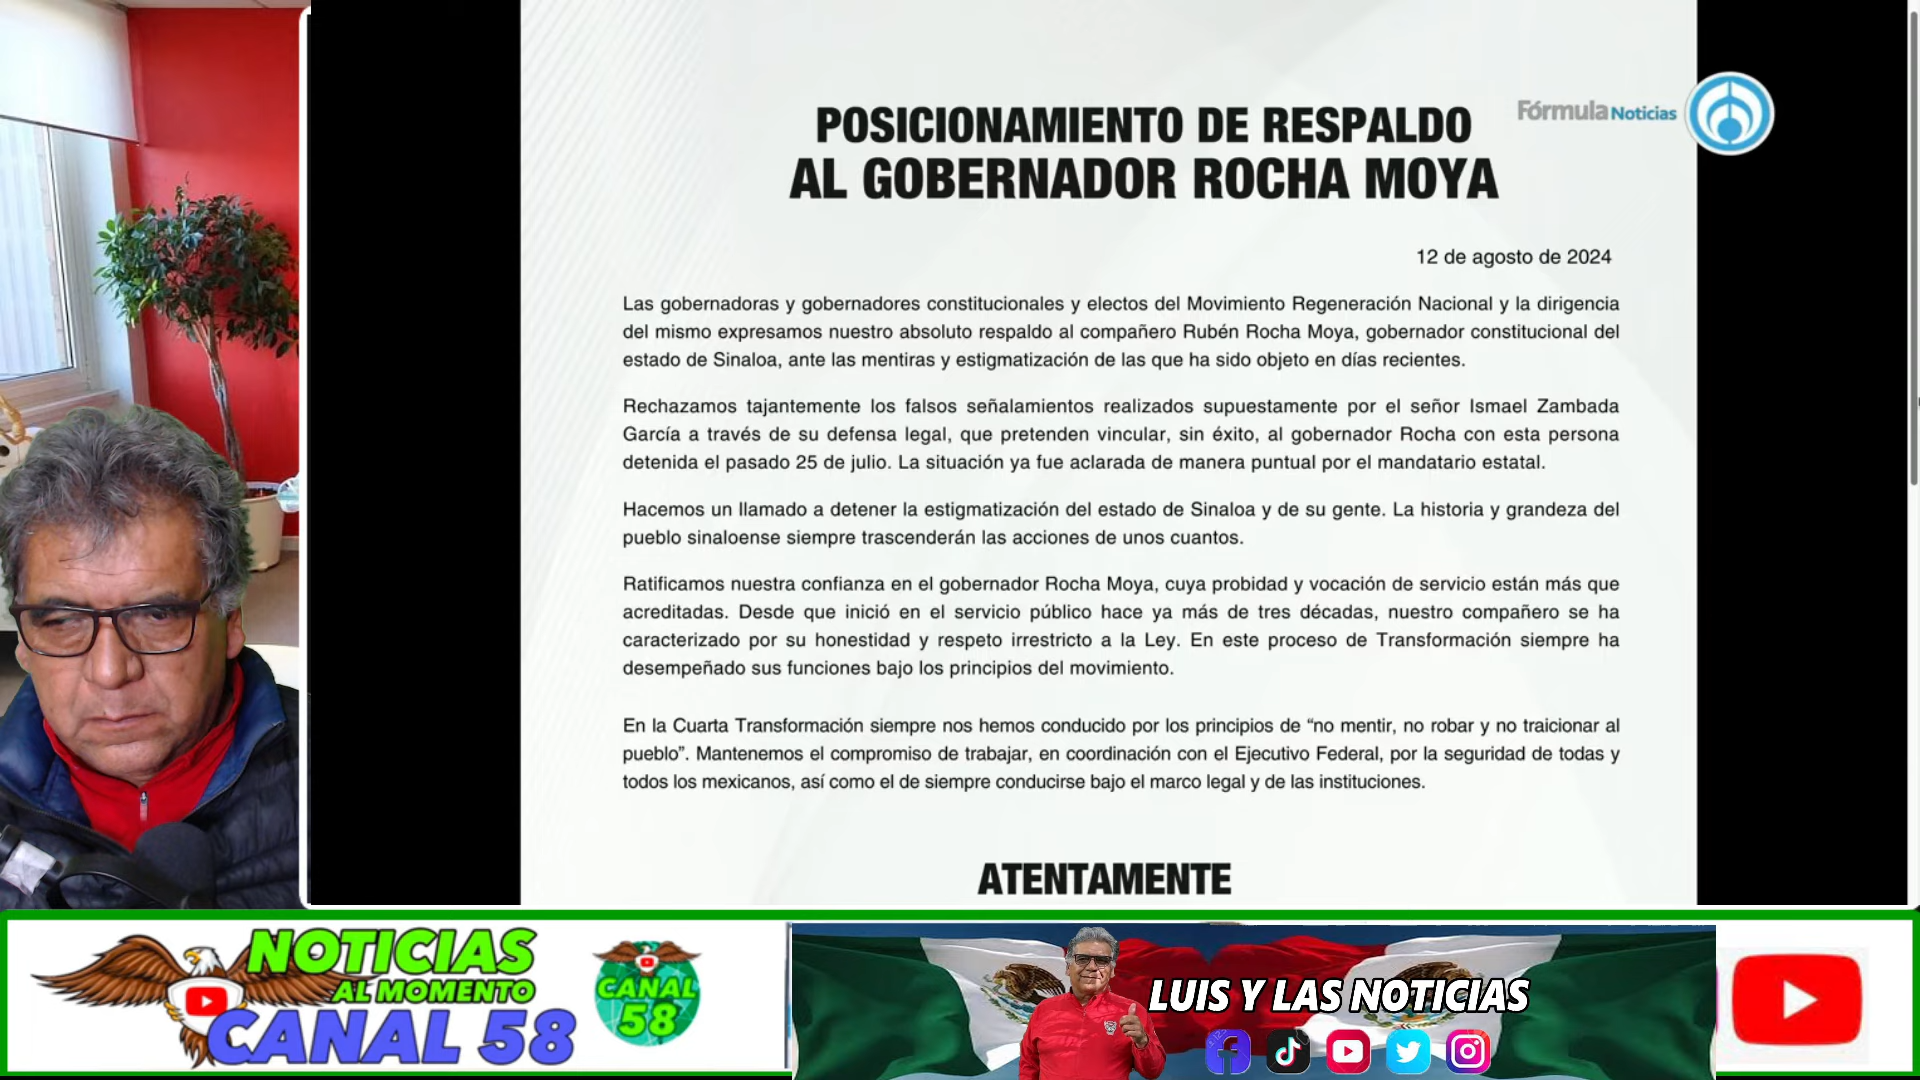 POSICIONAMIENTO DE RESPALDO
AL GOBERNADOR ROCHA MOYA
Fórmula Noticias
12 de agosto de 2024
Las gobernadoras y gobernadores constitucionales y electos del Movimiento Regeneración Nacional y la dirigencia
del mismo expresamos nuestro absoluto respaldo al compañero Rubén Rocha Moya, gobernador constitucional del
estado de Sinaloa, ante las mentiras y estigmatización de las que ha sido objeto en días recientes.
Rechazamos tajantemente los falsos señalamientos realizados supuestamente por el señor Ismael Zambada
García a través de su defensa legal, que pretenden vincular, sin éxito, al gobernador Rocha con esta persona
detenida el pasado 25 de julio. La situación ya fue aclarada de manera puntual por el mandatario estatal.
Hacemos un llamado a detener la estigmatización del estado de Sinaloa y de su gente. La historia y grandeza del
pueblo sinaloense siempre trascenderán las acciones de unos cuantos.
Ratificamos nuestra confianza en el gobernador Rocha Moya, cuya probidad y vocación de servicio están más que
acreditadas. Desde que inició en el servicio público hace ya más de tres décadas, nuestro compañero se ha
caracterizado por su honestidad y respeto irrestricto a la Ley. En este proceso de Transformación siempre ha
desempeñado sus funciones bajo los principios del movimiento.
En la Cuarta Transformación siempre nos hemos conducido por los principios de “no mentir, no robar y no traicionar al
pueblo”. Mantenemos el compromiso de trabajar, en coordinación con el Ejecutivo Federal, por la seguridad de todas y
todos los mexicanos, así como el de siempre conducirse bajo el marco legal y de las instituciones.
ATENTAMENTE
NOTICIAS
AL MOMENTO
CANAL 58
CANAL
58
LUIS Y LAS NOTICIAS